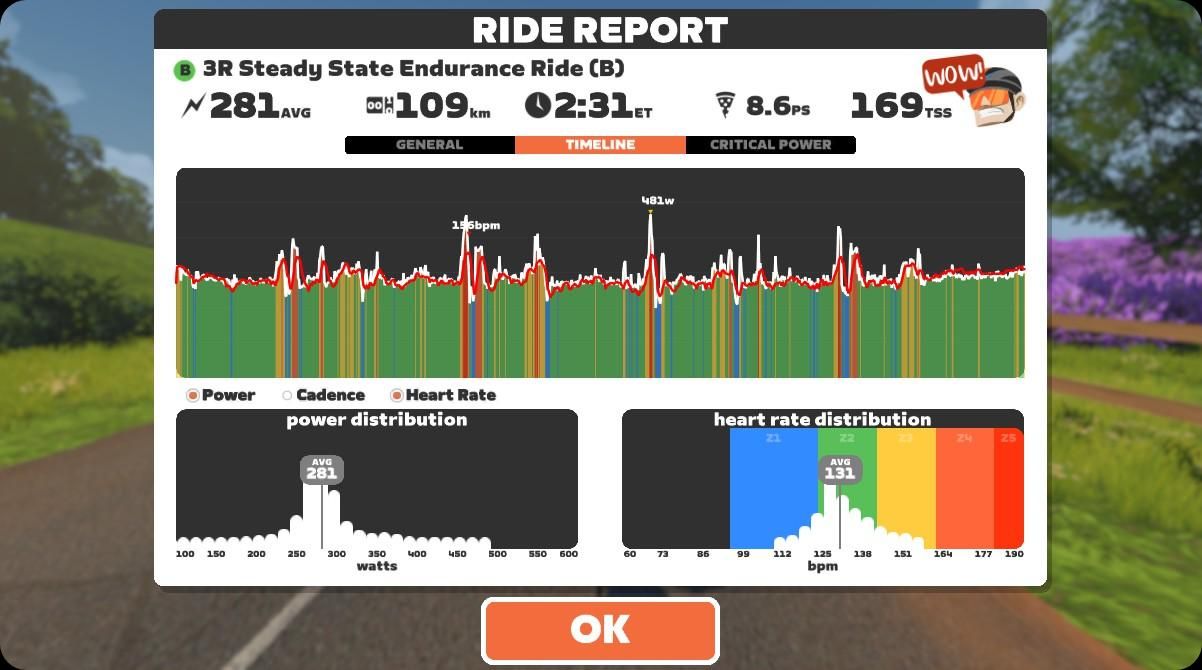 RIDE REPORT
B 3R Steady State Endurance Ride (B)
WOW!
281AVG 109km 2:31ET 8.6PS 169TSS
GENERAL TIMELINE CRITICAL POWER
481w
156bpm
Power Cadence Heart Rate
power distribution
AVG
281
100 150 200 250 300 350 400 450 500 550 600
watts
heart rate distribution
Z1 Z2 Z3 Z4 Z5
AVG
131
60 73 86 99 112 125 138 151 164 177 190
bpm
OK